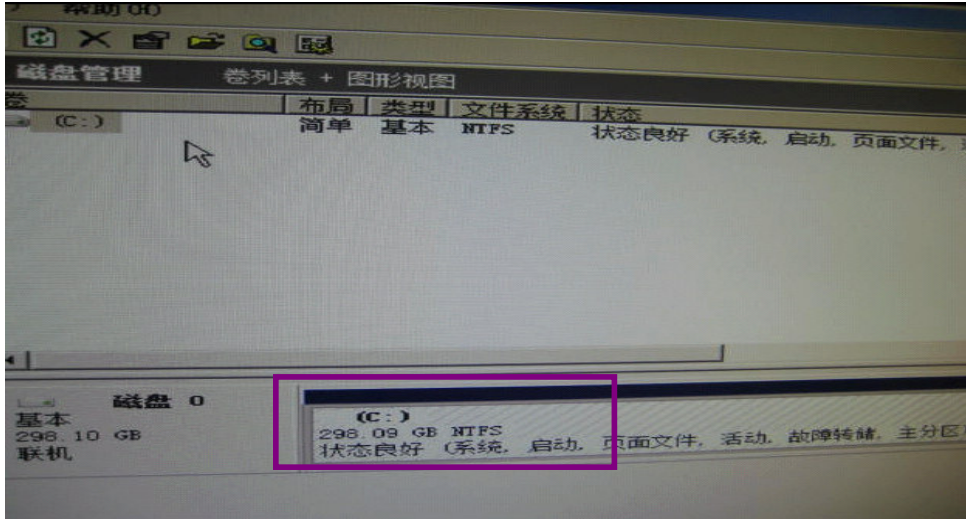 帮助(H)
磁盘管理 卷列表 + 图形视图
卷 布局 类型 文件系统 状态
(C:) 简单 基本 NTFS 状态良好 (系统, 启动, 页面文件,
磁盘 0
基本
298.10 GB
联机
(C:)
298.09 GB NTFS
状态良好 (系统, 启动, 页面文件, 活动, 故障转储, 主分区